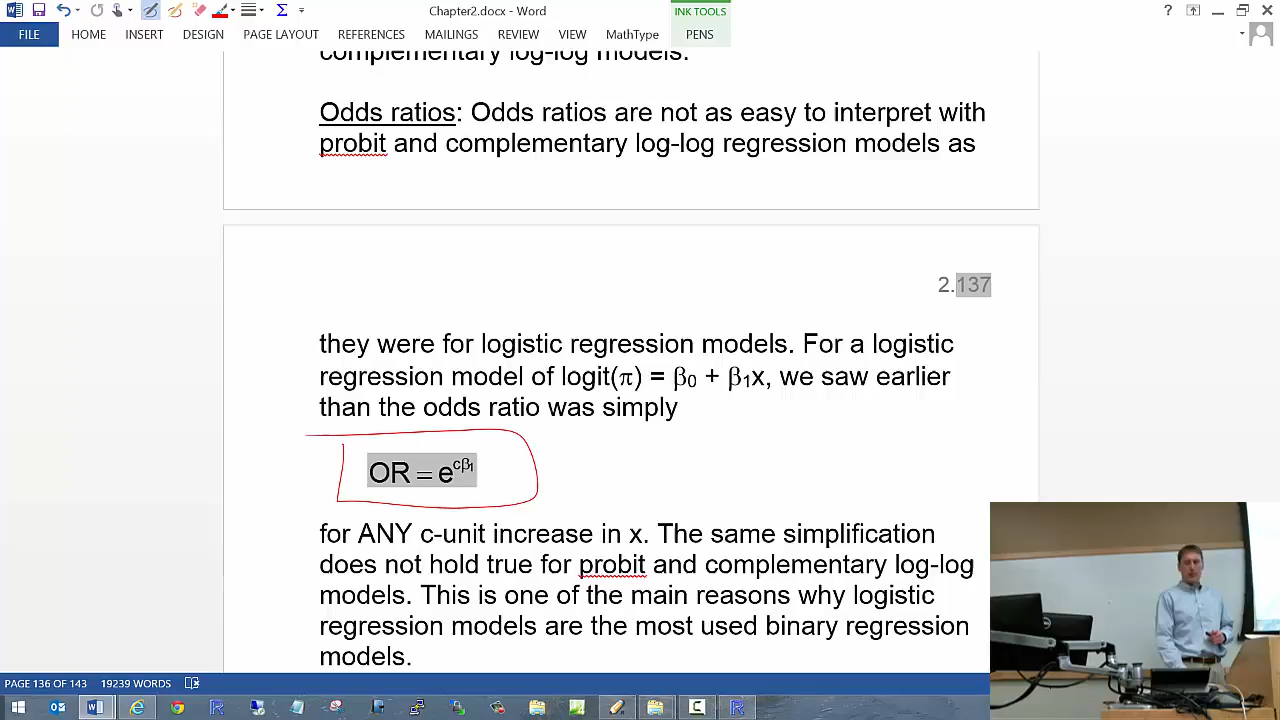 Chapter2.docx - Word
INK TOOLS
FILE HOME INSERT DESIGN PAGE LAYOUT REFERENCES MAILINGS REVIEW VIEW MathType PENS
complementary log-log models.
Odds ratios: Odds ratios are not as easy to interpret with
probit and complementary log-log regression models as
2.137
they were for logistic regression models. For a logistic
regression model of logit(π) = β₀ + β₁x, we saw earlier
than the odds ratio was simply
OR = e^cβ₁
for ANY c-unit increase in x. The same simplification
does not hold true for probit and complementary log-log
models. This is one of the main reasons why logistic
regression models are the most used binary regression
models.
PAGE 136 OF 143 19239 WORDS